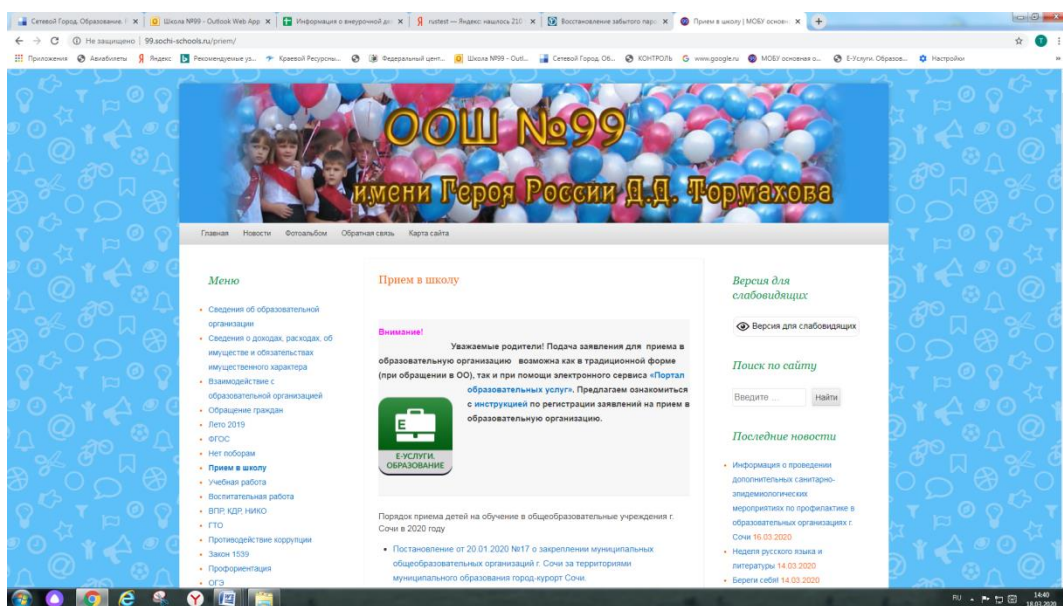 Сетевой Город. Образование.
Школа №99 - Outlook Web App
Информация о внеурочной до
rustest — Яндекс: нашлось 210
Восстановление забытого паро
Прием в школу | МОБУ основн
Не защищено | 99.sochi-schools.ru/priem/
Приложения
Авиабилеты
Яндекс
Рекомендуемые уз...
Краевой Ресурсны...
Федеральный цент...
Школа №99 - Outl...
Сетевой Город. Об...
КОНТРОЛЬ
www.google.ru
МОБУ основная о...
Е-Услуги. Образов...
Настройки
ООШ №99
имени Героя России Д.Д. Тормахова
Главная Новости Фотоальбом Обратная связь Карта сайта
Меню
Сведения об образовательной
организации
Сведения о доходах, расходах, об
имуществе и обязательствах
имущественного характера
Взаимодействие с
образовательной организацией
Обращение граждан
Лето 2019
ФГОС
Нет поборам
Прием в школу
Учебная работа
Воспитательная работа
ВПР, КДР, НИКО
ГТО
Противодействие коррупции
Закон 1539
Профориентация
ОГЭ
Прием в школу
Внимание!
Уважаемые родители! Подача заявления для приема в
образовательную организацию возможна как в традиционной форме
(при обращении в ОО), так и при помощи электронного сервиса «Портал
образовательных услуг». Предлагаем ознакомиться
с инструкцией по регистрации заявлений на прием в
образовательную организацию.
Е
Е-УСЛУГИ.
ОБРАЗОВАНИЕ
Порядок приема детей на обучение в общеобразовательные учреждения г.
Сочи в 2020 году
Постановление от 20.01.2020 №17 о закреплении муниципальных
общеобразовательных организаций г. Сочи за территориями
муниципального образования город-курорт Сочи.
Версия для
слабовидящих
Версия для слабовидящих
Поиск по сайту
Введите ... Найти
Последние новости
Информация о проведении
дополнительных санитарно-
эпидемиологических
мероприятиях по профилактике в
образовательных организациях г.
Сочи 16.03.2020
Неделя русского языка и
литературы 14.03.2020
Береги себя! 14.03.2020
RU
14:40
18.03.2020